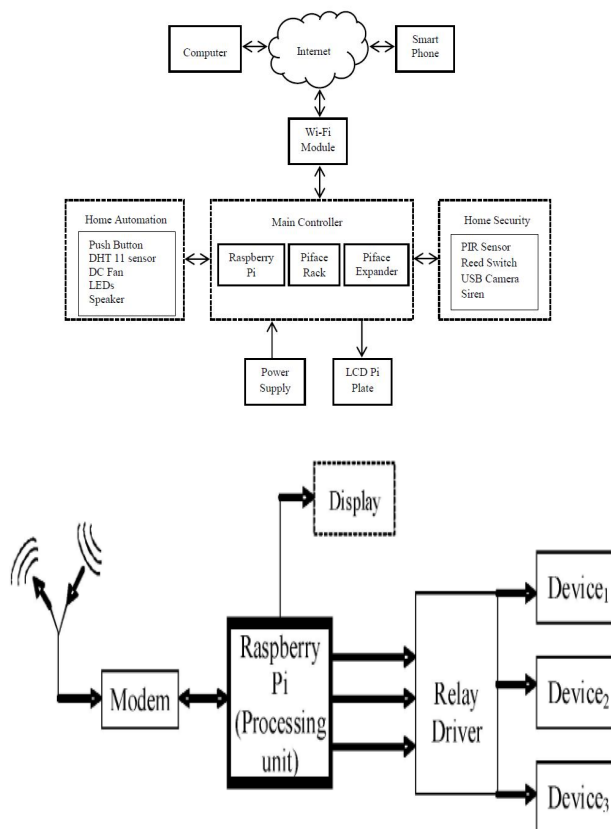 Computer
Internet
Smart
Phone
Wi-Fi
Module
Home Automation
Push Button
DHT 11 sensor
DC Fan
LEDs
Speaker
Main Controller
Raspberry
Pi
Piface
Rack
Piface
Expander
Home Security
PIR Sensor
Reed Switch
USB Camera
Siren
Power
Supply
LCD Pi
Plate
Display
Modem
Raspberry
Pi
(Processing
unit)
Relay
Driver
Device₁
Device₂
Device₃